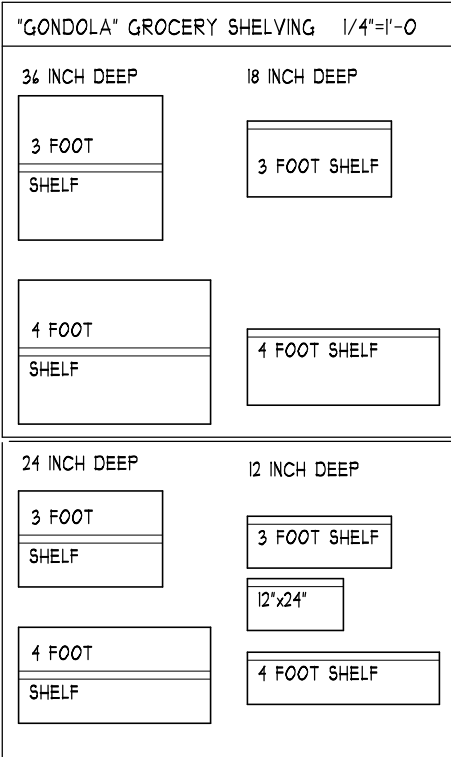 "GONDOLA" GROCERY SHELVING 1/4"=1'-0
36 INCH DEEP
18 INCH DEEP
3 FOOT
SHELF
3 FOOT SHELF
4 FOOT
SHELF
4 FOOT SHELF
24 INCH DEEP
12 INCH DEEP
3 FOOT
SHELF
3 FOOT SHELF
12"x24"
4 FOOT
SHELF
4 FOOT SHELF